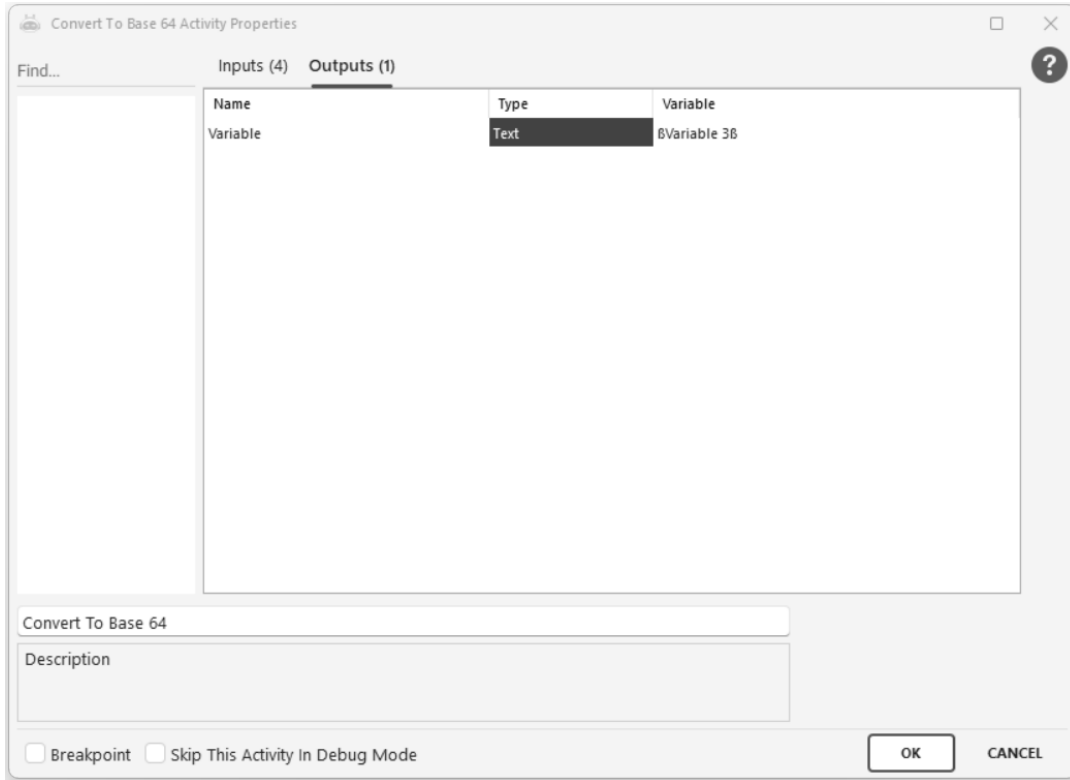 Convert To Base 64 Activity Properties
Find...
Inputs (4) Outputs (1)
?
Name Type Variable
Variable Text ßVariable 3ß
Convert To Base 64
Description
Breakpoint Skip This Activity In Debug Mode OK CANCEL